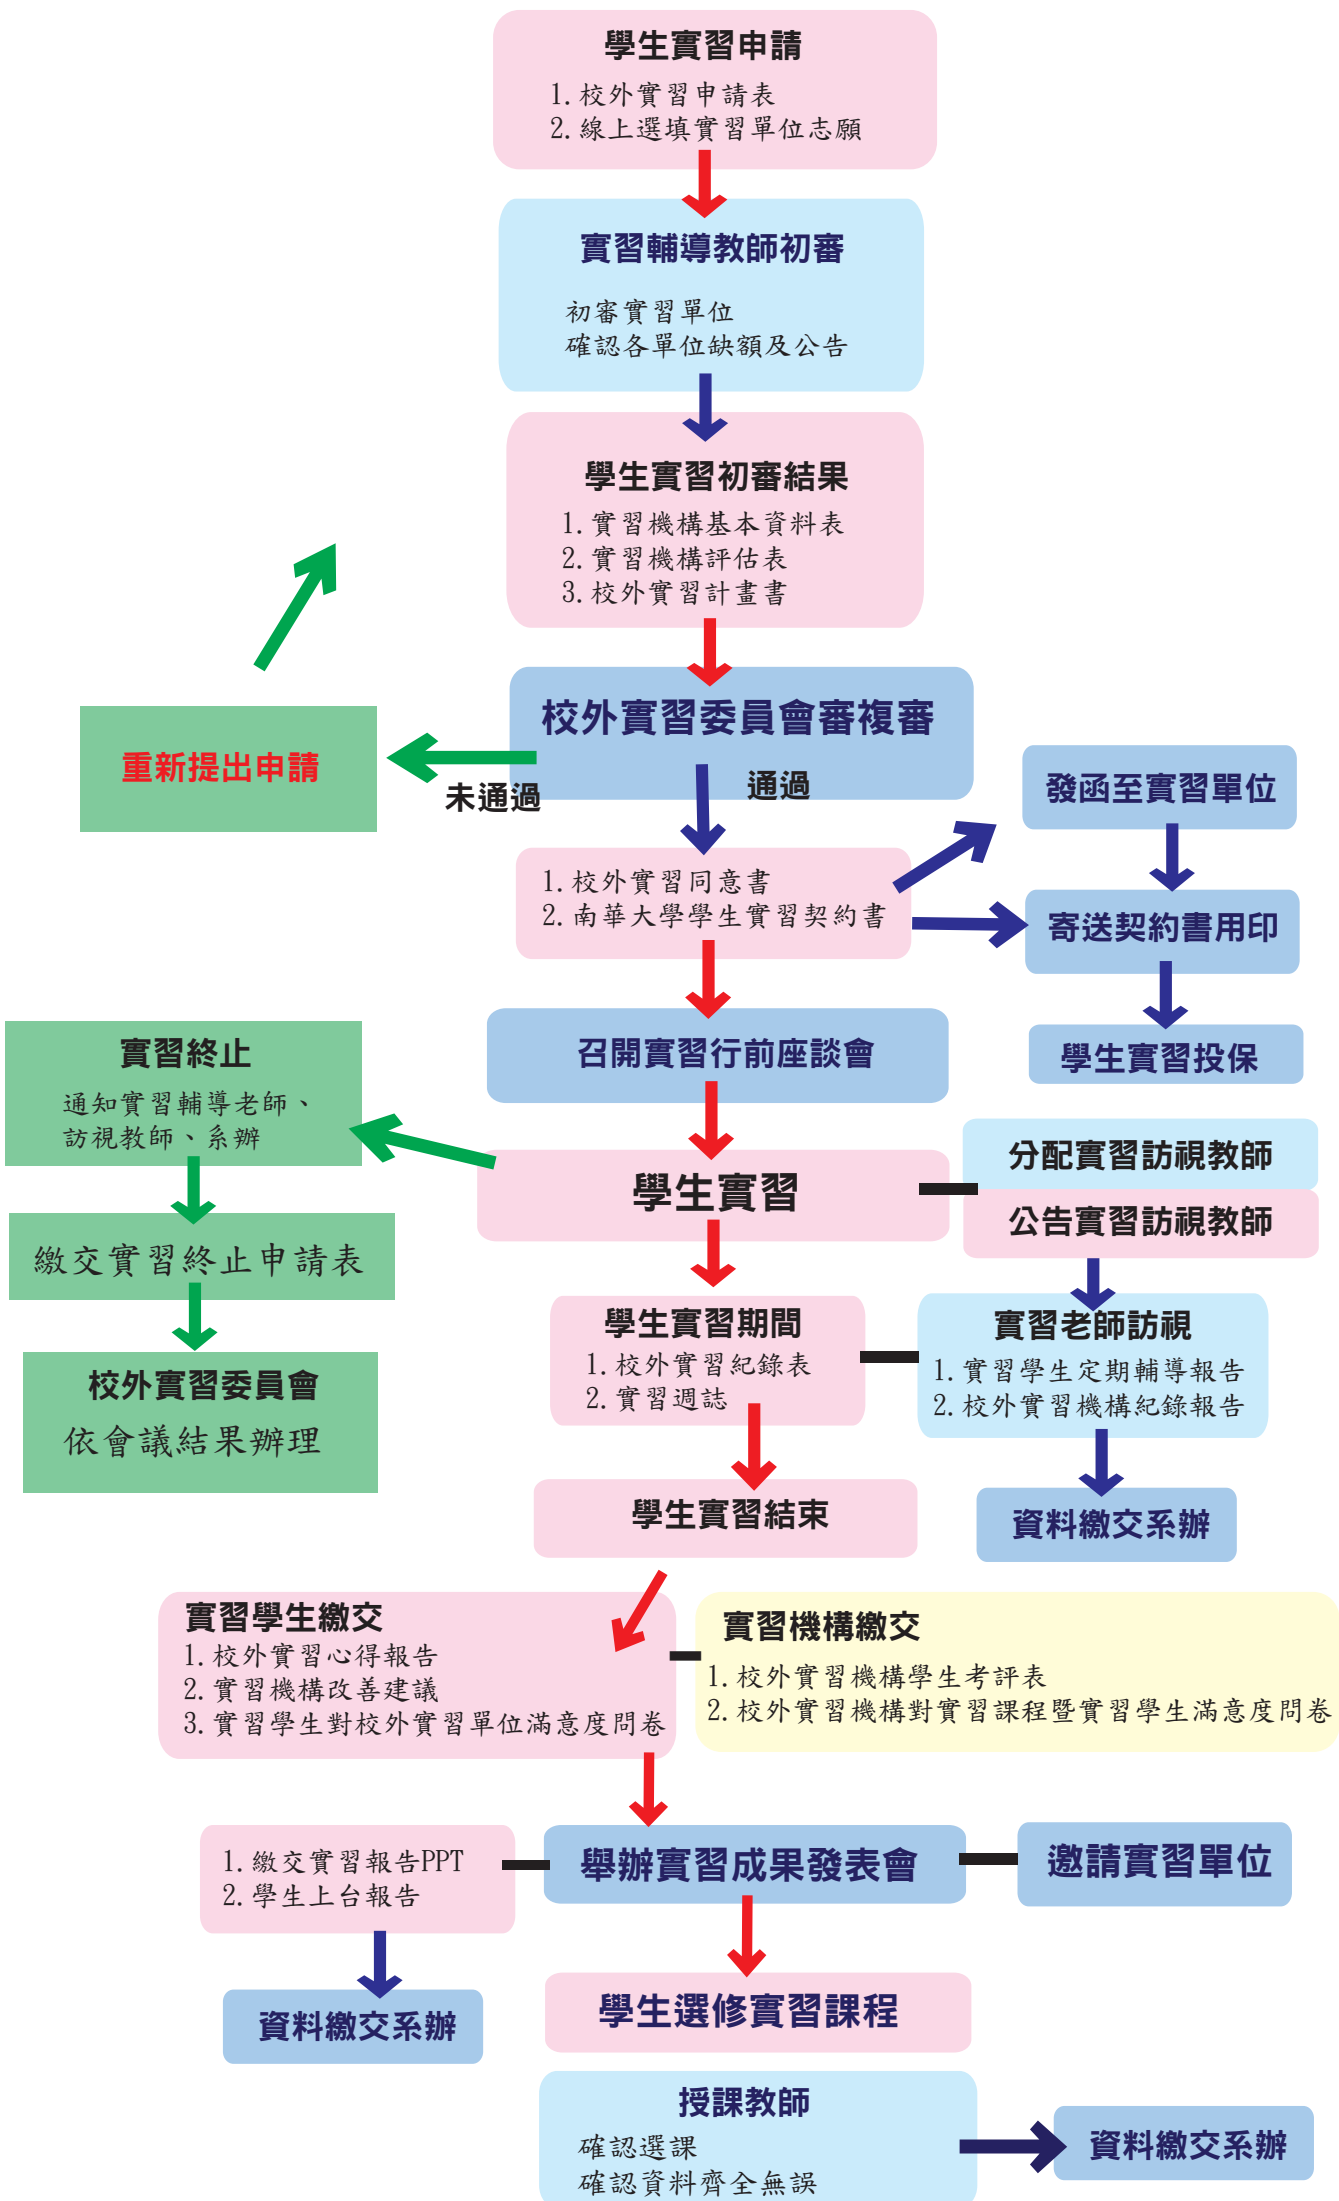 學生實習申請
1.校外實習申請表
2.線上選填實習單位志願
實習輔導教師初審
初審實習單位
確認各單位缺額及公告
學生實習初審結果
1.實習機構基本資料表
2.實習機構評估表
3.校外實習計畫書
校外實習委員會審複審
重新提出申請
未通過
通過
發函至實習單位
1.校外實習同意書
2.南華大學學生實習契約書
寄送契約書用印
學生實習投保
召開實習行前座談會
實習終止
通知實習輔導老師、
訪視教師、系辦
繳交實習終止申請表
校外實習委員會
依會議結果辦理
學生實習
分配實習訪視教師
公告實習訪視教師
學生實習期間
1.校外實習紀錄表
2.實習週誌
實習老師訪視
1.實習學生定期輔導報告
2.校外實習機構紀錄報告
學生實習結束
資料繳交系辦
實習學生繳交
1.校外實習心得報告
2.實習機構改善建議
3.實習學生對校外實習單位滿意度問卷
實習機構繳交
1.校外實習機構學生考評表
2.校外實習機構對實習課程暨實習學生滿意度問卷
1.繳交實習報告PPT
2.學生上台報告
舉辦實習成果發表會
邀請實習單位
資料繳交系辦
學生選修實習課程
授課教師
確認選課
確認資料齊全無誤
資料繳交系辦